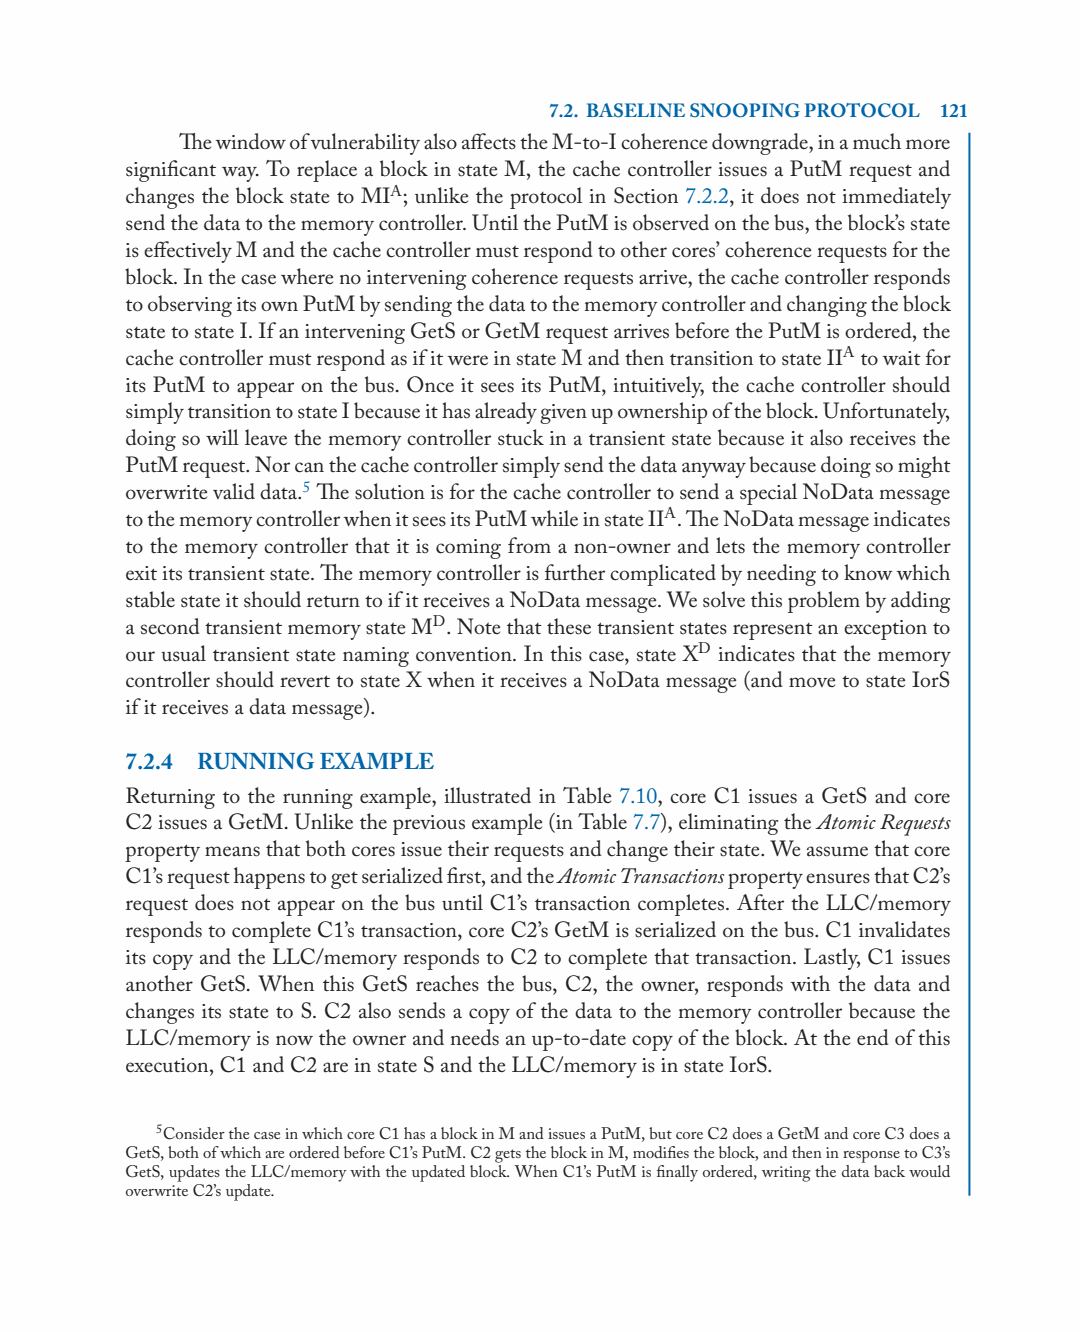 7.2. BASELINE SNOOPING PROTOCOL 121
The window of vulnerability also affects the M-to-I coherence downgrade, in a much more
significant way. To replace a block in state M, the cache controller issues a PutM request and
changes the block state to MIᴬ; unlike the protocol in Section 7.2.2, it does not immediately
send the data to the memory controller. Until the PutM is observed on the bus, the block’s state
is effectively M and the cache controller must respond to other cores’ coherence requests for the
block. In the case where no intervening coherence requests arrive, the cache controller responds
to observing its own PutM by sending the data to the memory controller and changing the block
state to state I. If an intervening GetS or GetM request arrives before the PutM is ordered, the
cache controller must respond as if it were in state M and then transition to state IIᴬ to wait for
its PutM to appear on the bus. Once it sees its PutM, intuitively, the cache controller should
simply transition to state I because it has already given up ownership of the block. Unfortunately,
doing so will leave the memory controller stuck in a transient state because it also receives the
PutM request. Nor can the cache controller simply send the data anyway because doing so might
overwrite valid data.⁵ The solution is for the cache controller to send a special NoData message
to the memory controller when it sees its PutM while in state IIᴬ. The NoData message indicates
to the memory controller that it is coming from a non-owner and lets the memory controller
exit its transient state. The memory controller is further complicated by needing to know which
stable state it should return to if it receives a NoData message. We solve this problem by adding
a second transient memory state Mᴰ. Note that these transient states represent an exception to
our usual transient state naming convention. In this case, state Xᴰ indicates that the memory
controller should revert to state X when it receives a NoData message (and move to state IorS
if it receives a data message).
7.2.4 RUNNING EXAMPLE
Returning to the running example, illustrated in Table 7.10, core C1 issues a GetS and core
C2 issues a GetM. Unlike the previous example (in Table 7.7), eliminating the Atomic Requests
property means that both cores issue their requests and change their state. We assume that core
C1’s request happens to get serialized first, and the Atomic Transactions property ensures that C2’s
request does not appear on the bus until C1’s transaction completes. After the LLC/memory
responds to complete C1’s transaction, core C2’s GetM is serialized on the bus. C1 invalidates
its copy and the LLC/memory responds to C2 to complete that transaction. Lastly, C1 issues
another GetS. When this GetS reaches the bus, C2, the owner, responds with the data and
changes its state to S. C2 also sends a copy of the data to the memory controller because the
LLC/memory is now the owner and needs an up-to-date copy of the block. At the end of this
execution, C1 and C2 are in state S and the LLC/memory is in state IorS.
⁵Consider the case in which core C1 has a block in M and issues a PutM, but core C2 does a GetM and core C3 does a
GetS, both of which are ordered before C1’s PutM. C2 gets the block in M, modifies the block, and then in response to C3’s
GetS, updates the LLC/memory with the updated block. When C1’s PutM is finally ordered, writing the data back would
overwrite C2’s update.